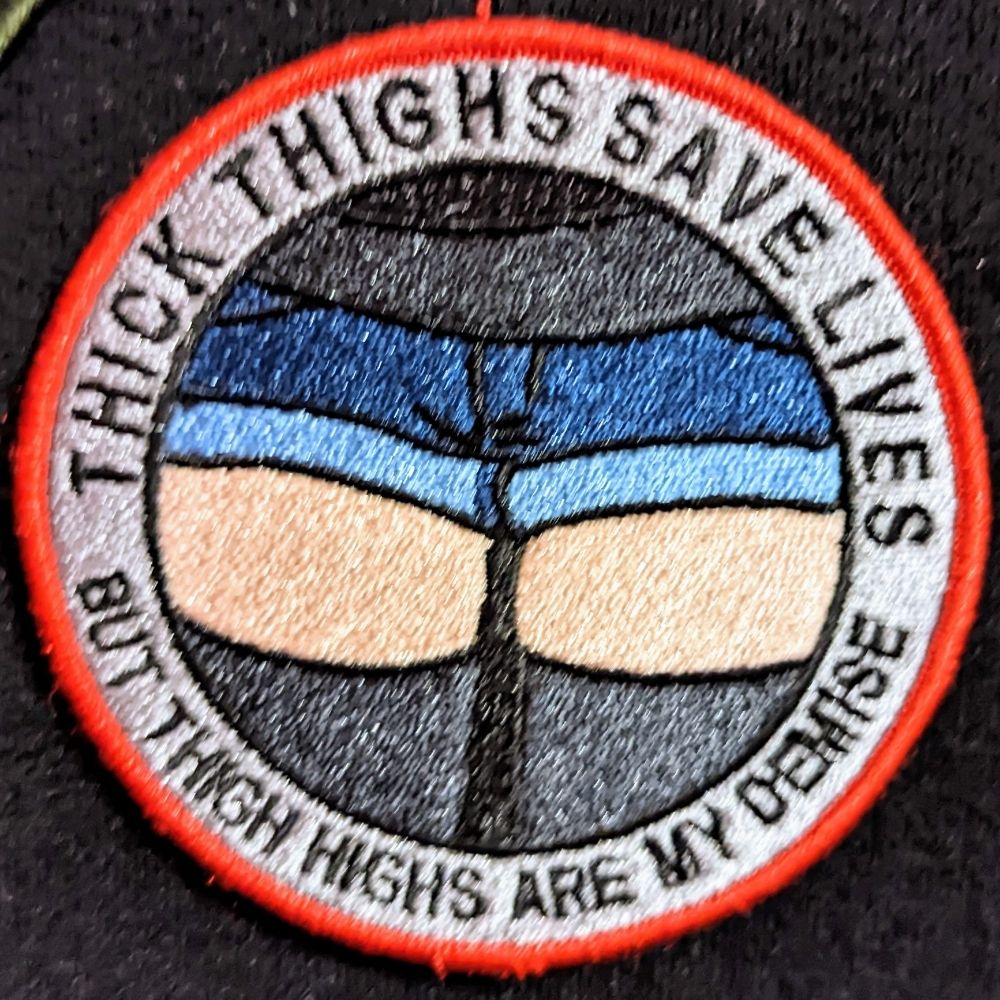 THICK THIGHS SAVE LIVES
BUT THIGH HIGHS ARE MY DEMISE